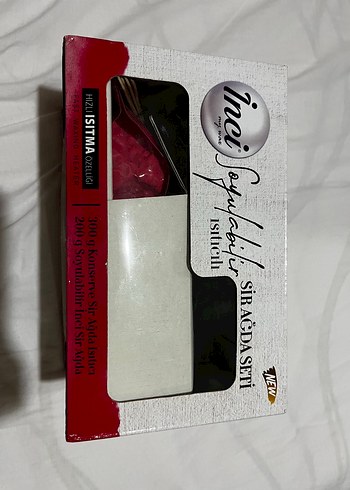 inci
Soyulabilir
ısıtıcılı
SİR AĞDA SETİ
NEW
HIZLI ISITMA ÖZELLİĞİ
300 g Konserve Sir Ağda Isıtıcı
200 g Soyulabilir İnci Sir Ağda